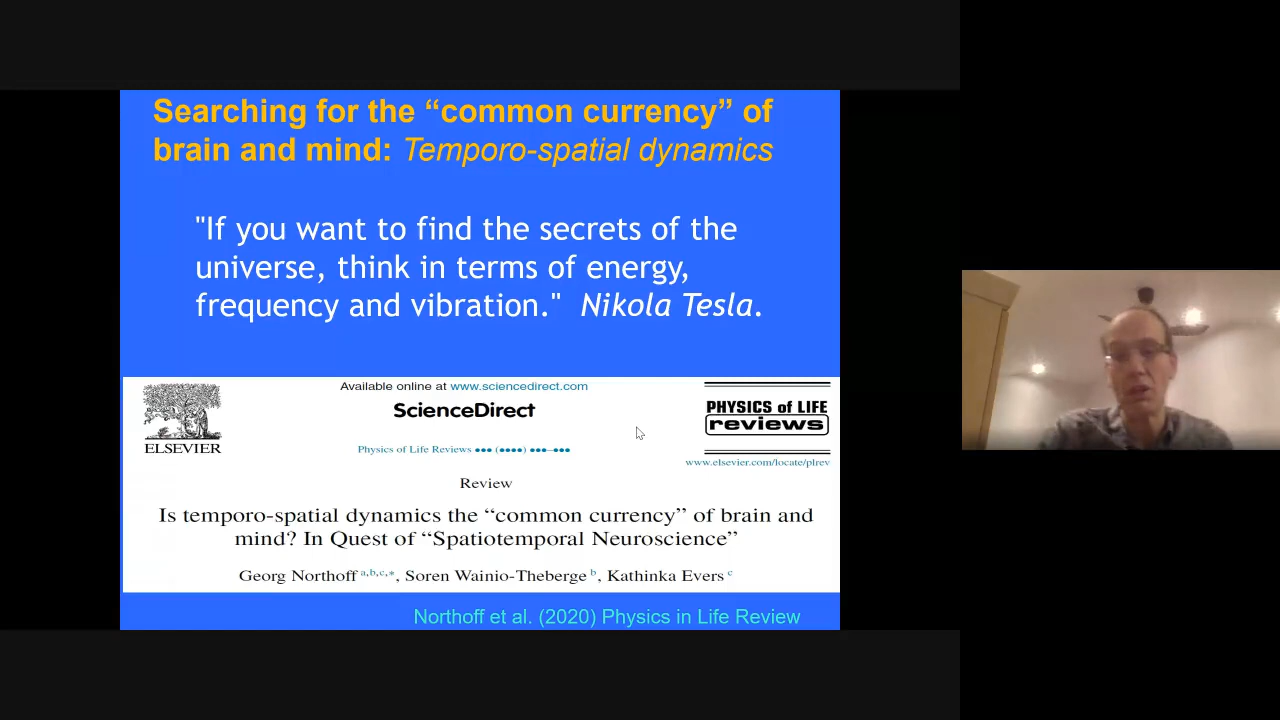 Searching for the “common currency” of
brain and mind: Temporo-spatial dynamics
"If you want to find the secrets of the
universe, think in terms of energy,
frequency and vibration." Nikola Tesla.
ELSEVIER
Available online at www.sciencedirect.com
ScienceDirect
Physics of Life Reviews ••• (••••) •••–•••
PHYSICS of LIFE
reviews
www.elsevier.com/locate/plrev
Review
Is temporo-spatial dynamics the “common currency” of brain and
mind? In Quest of “Spatiotemporal Neuroscience”
Georg Northoff a,b,c,*, Soren Wainio-Theberge b, Kathinka Evers c
Northoff et al. (2020) Physics in Life Review